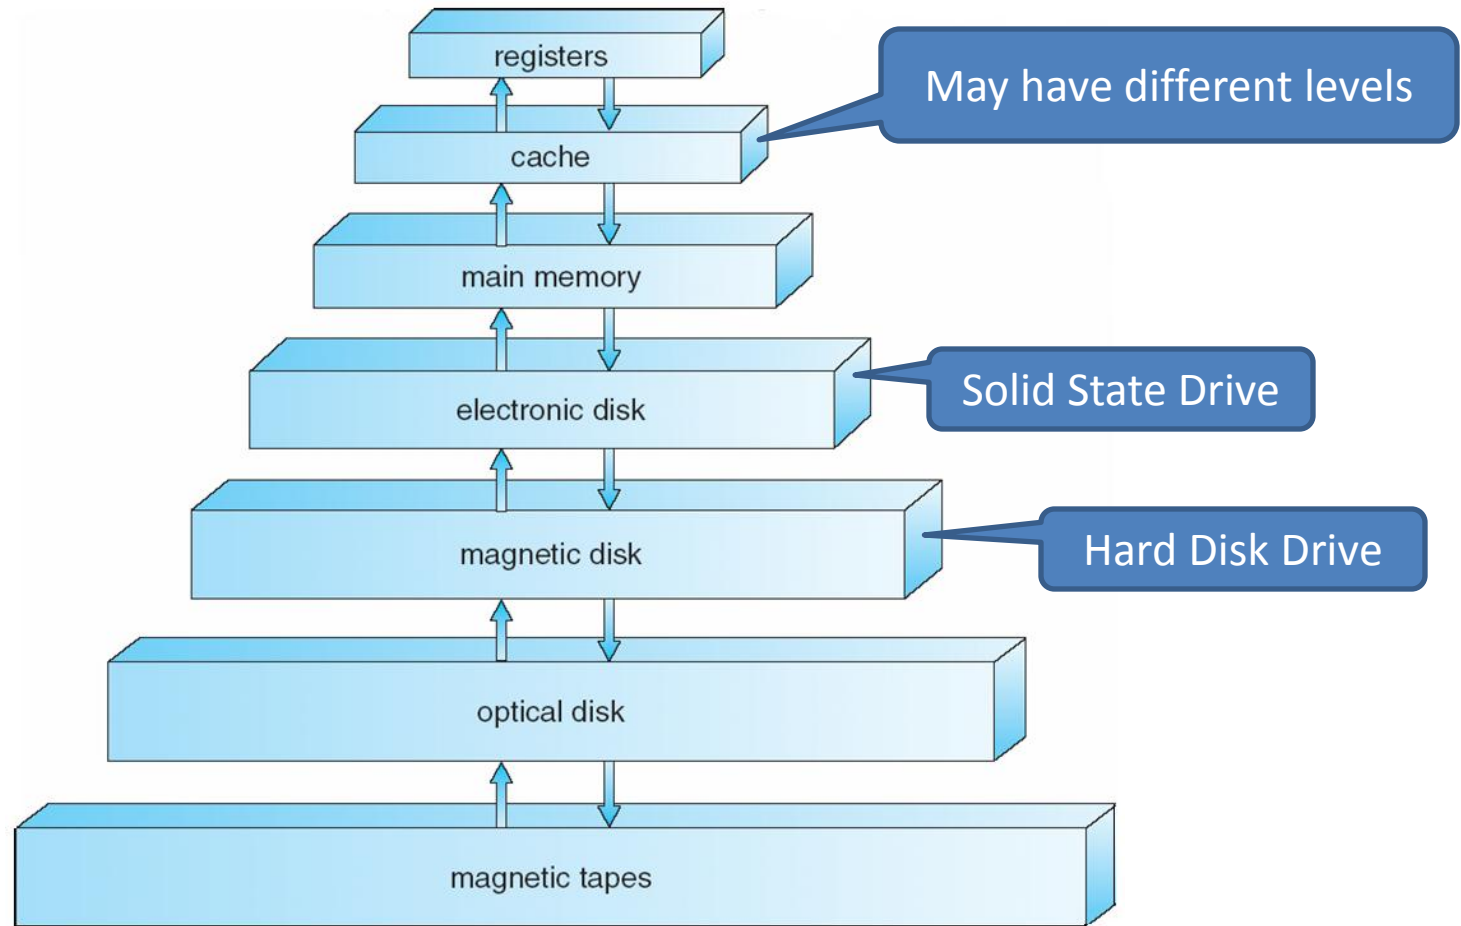 registers
May have different levels
cache
main memory
Solid State Drive
electronic disk
Hard Disk Drive
magnetic disk
optical disk
magnetic tapes